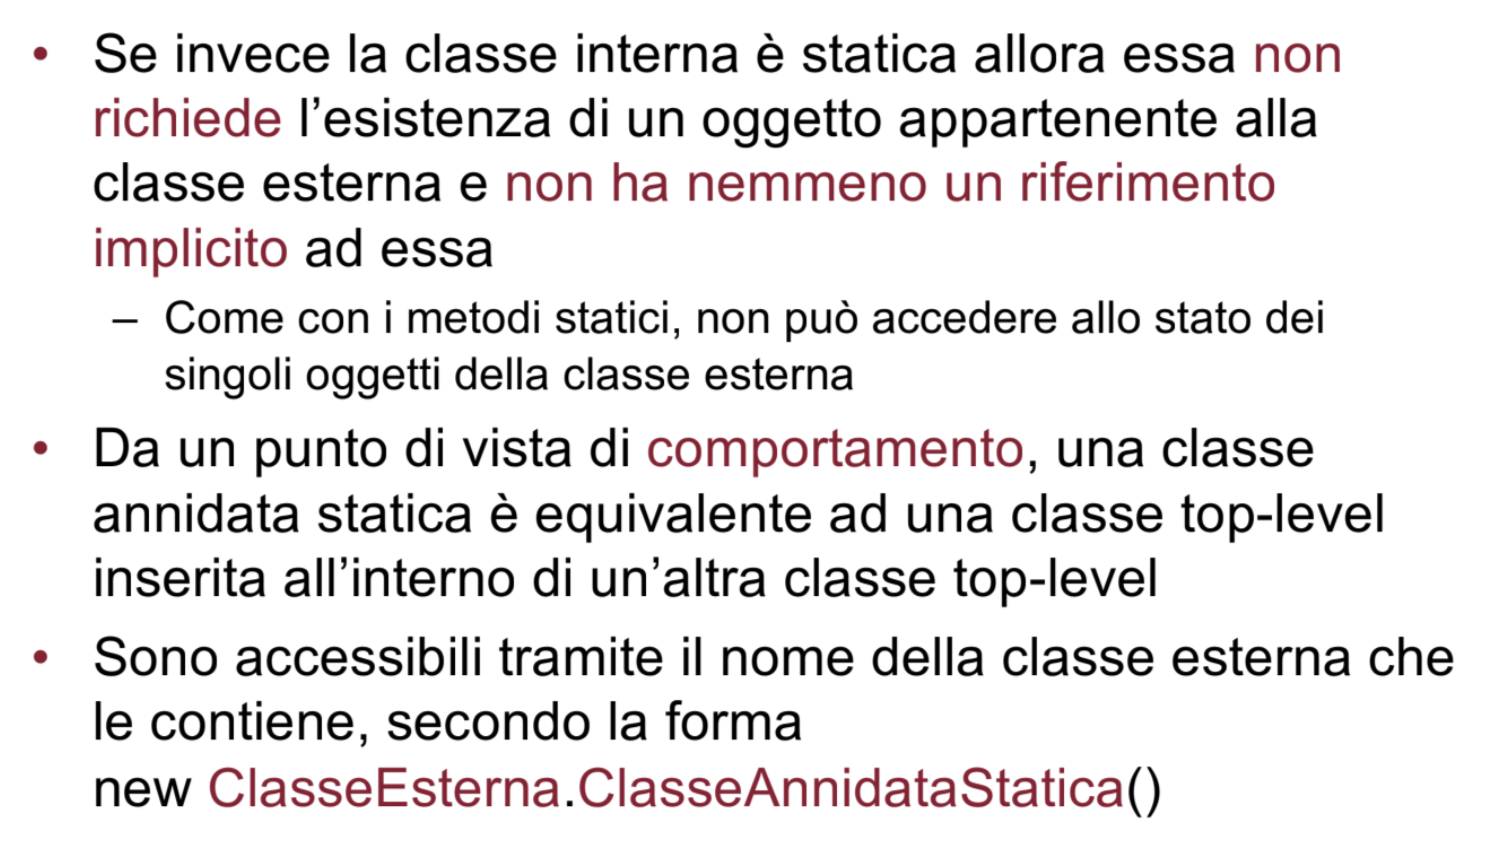 • Se invece la classe interna è statica allora essa non
richiede l’esistenza di un oggetto appartenente alla
classe esterna e non ha nemmeno un riferimento
implicito ad essa
– Come con i metodi statici, non può accedere allo stato dei
singoli oggetti della classe esterna
• Da un punto di vista di comportamento, una classe
annidata statica è equivalente ad una classe top-level
inserita all’interno di un’altra classe top-level
• Sono accessibili tramite il nome della classe esterna che
le contiene, secondo la forma
new ClasseEsterna.ClasseAnnidataStatica()